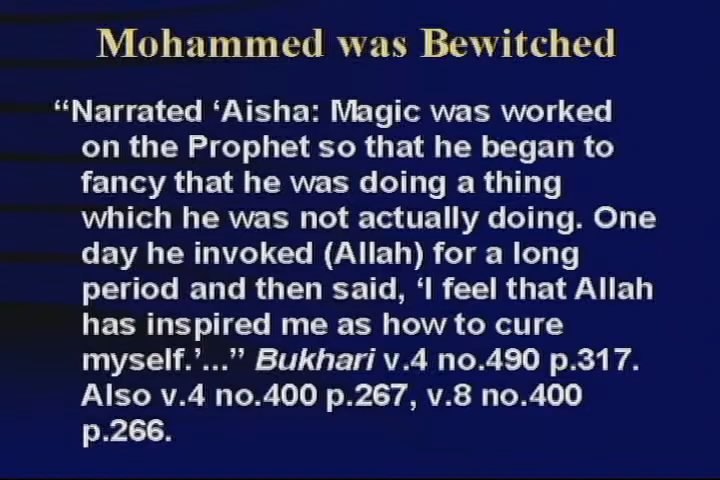 Mohammed was Bewitched
“Narrated ‘Aisha: Magic was worked
on the Prophet so that he began to
fancy that he was doing a thing
which he was not actually doing. One
day he invoked (Allah) for a long
period and then said, ‘I feel that Allah
has inspired me as how to cure
myself.’...” Bukhari v.4 no.490 p.317.
Also v.4 no.400 p.267, v.8 no.400
p.266.